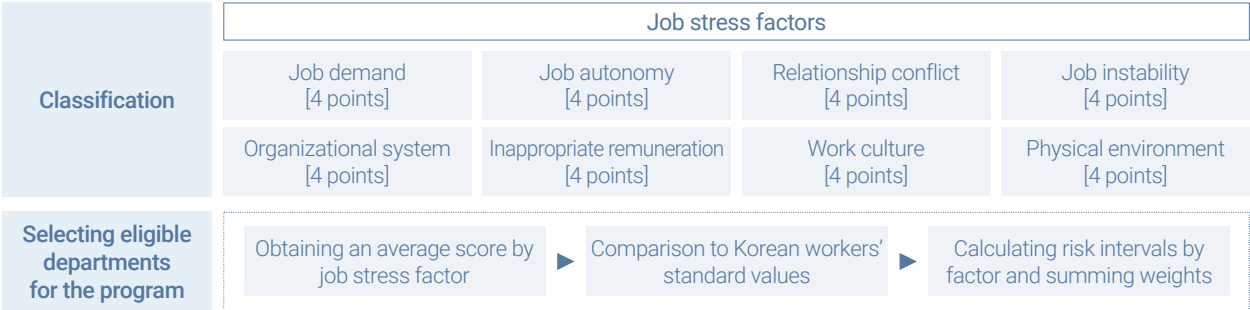 Job stress factors
Classification
Job demand
[4 points]
Job autonomy
[4 points]
Relationship conflict
[4 points]
Job instability
[4 points]
Organizational system
[4 points]
Inappropriate remuneration
[4 points]
Work culture
[4 points]
Physical environment
[4 points]
Selecting eligible
departments
for the program
Obtaining an average score by
job stress factor
▶
Comparison to Korean workers’
standard values
▶
Calculating risk intervals by
factor and summing weights